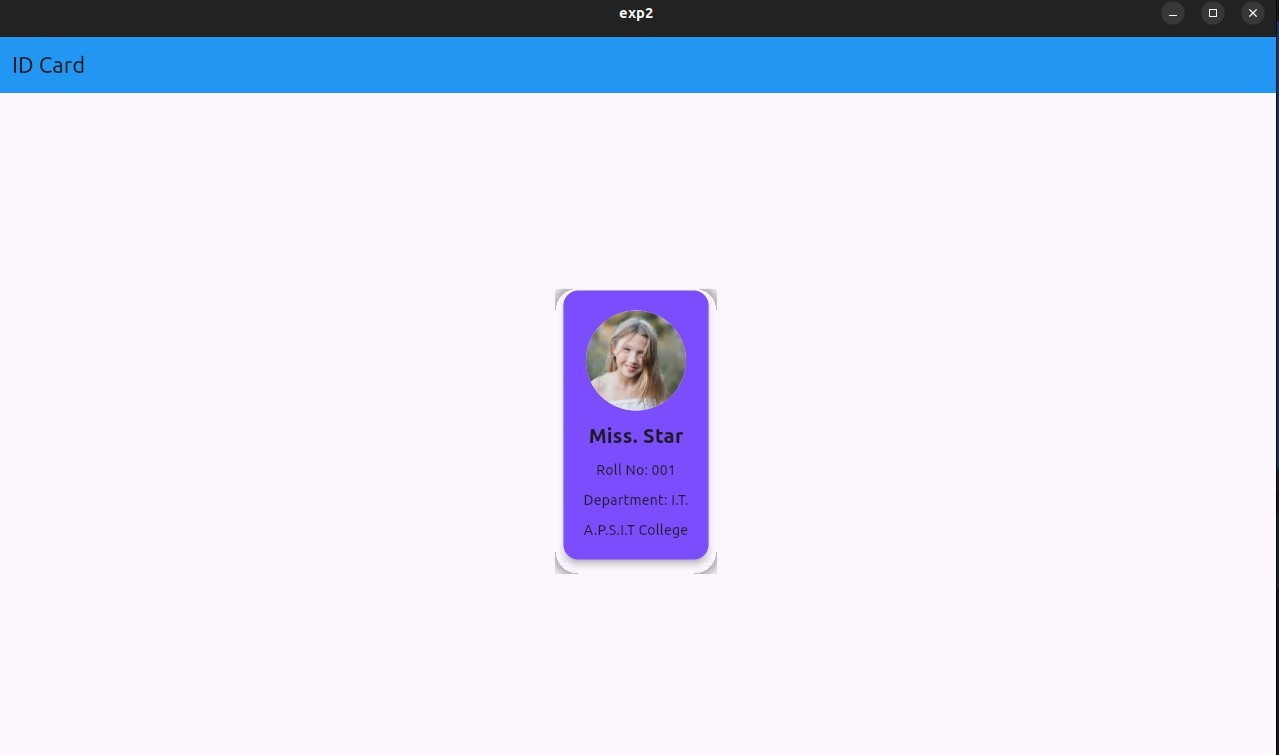 exp2
ID Card
Miss. Star
Roll No: 001
Department: I.T.
A.P.S.I.T College